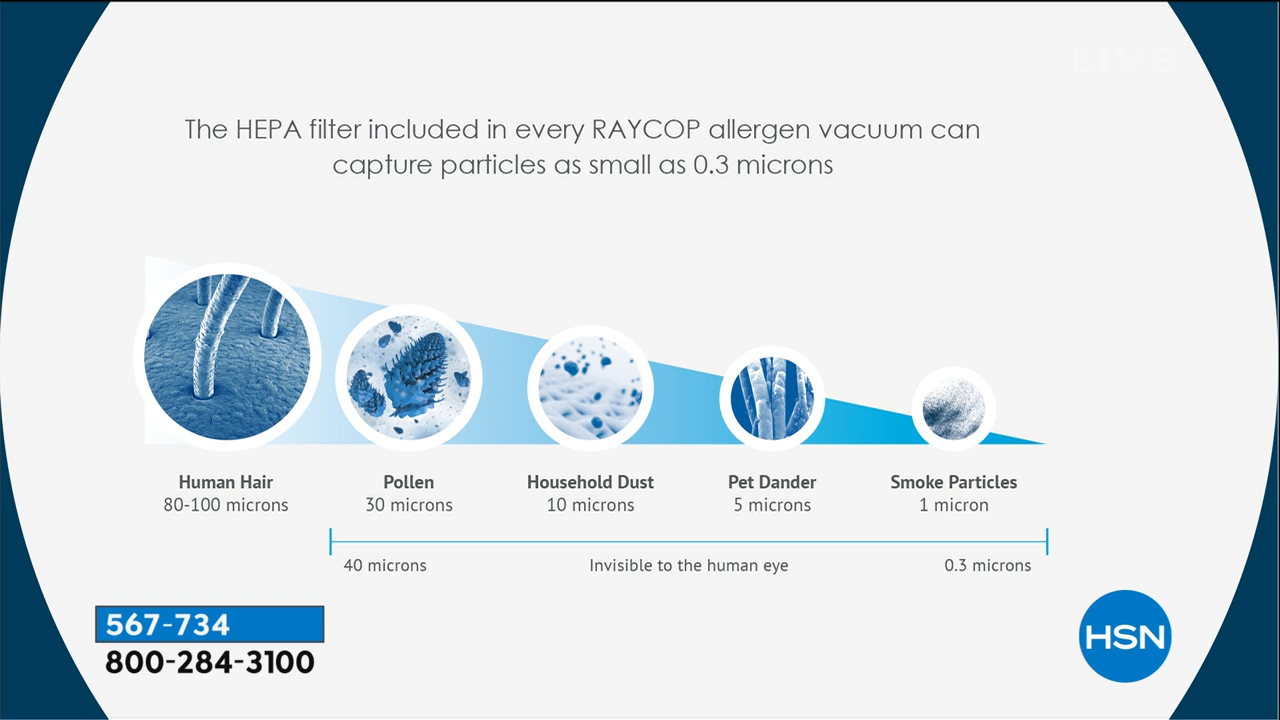 LIVE
The HEPA filter included in every RAYCOP allergen vacuum can
capture particles as small as 0.3 microns
Human Hair
80-100 microns
Pollen
30 microns
Household Dust
10 microns
Pet Dander
5 microns
Smoke Particles
1 micron
40 microns
Invisible to the human eye
0.3 microns
567-734
800-284-3100
HSN